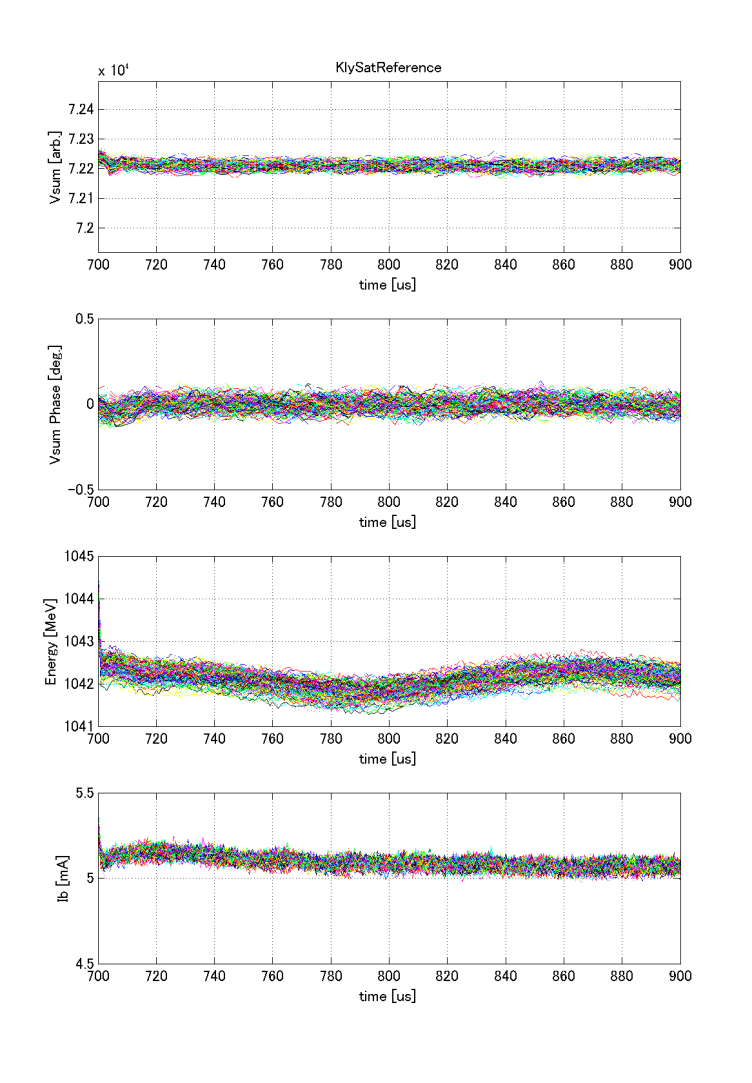 KlySatReference
x 10⁴
7.24
7.23
7.22
7.21
7.2
Vsum [arb.]
700 720 740 760 780 800 820 840 860 880 900
time [us]
0.5
0
−0.5
Vsum Phase [deg.]
700 720 740 760 780 800 820 840 860 880 900
time [us]
1045
1044
1043
1042
1041
Energy [MeV]
700 720 740 760 780 800 820 840 860 880 900
time [us]
5.5
5
4.5
Ib [mA]
700 720 740 760 780 800 820 840 860 880 900
time [us]